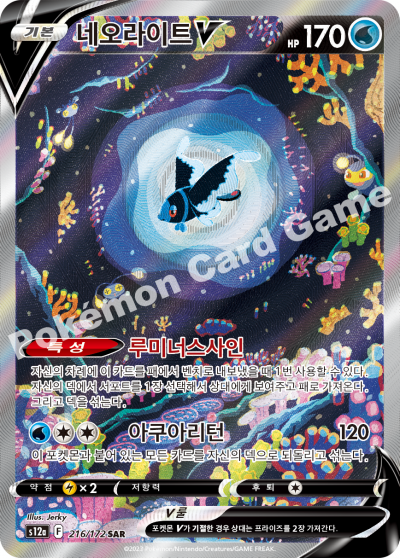 기본 네오라이트 V HP 170
Pokémon Card Game
특성 루미너스사인
자신의 차례에 이 카드를 패에서 벤치로 내보냈을 때 1번 사용할 수 있다.
자신의 덱에서 서포트를 1장 선택해서 상대에게 보여주고 패로 가져온다.
그리고 덱을 섞는다.
아쿠아리턴 120
이 포켓몬과 붙어 있는 모든 카드를 자신의 덱으로 되돌리고 섞는다.
약점 ×2 저항력 후퇴
Illus. Jerky
s12a F 216/172 SAR
V룰
포켓몬 V가 기절한 경우 상대는 프라이즈를 2장 가져간다.
©2022 Pokémon/Nintendo/Creatures/GAME FREAK.